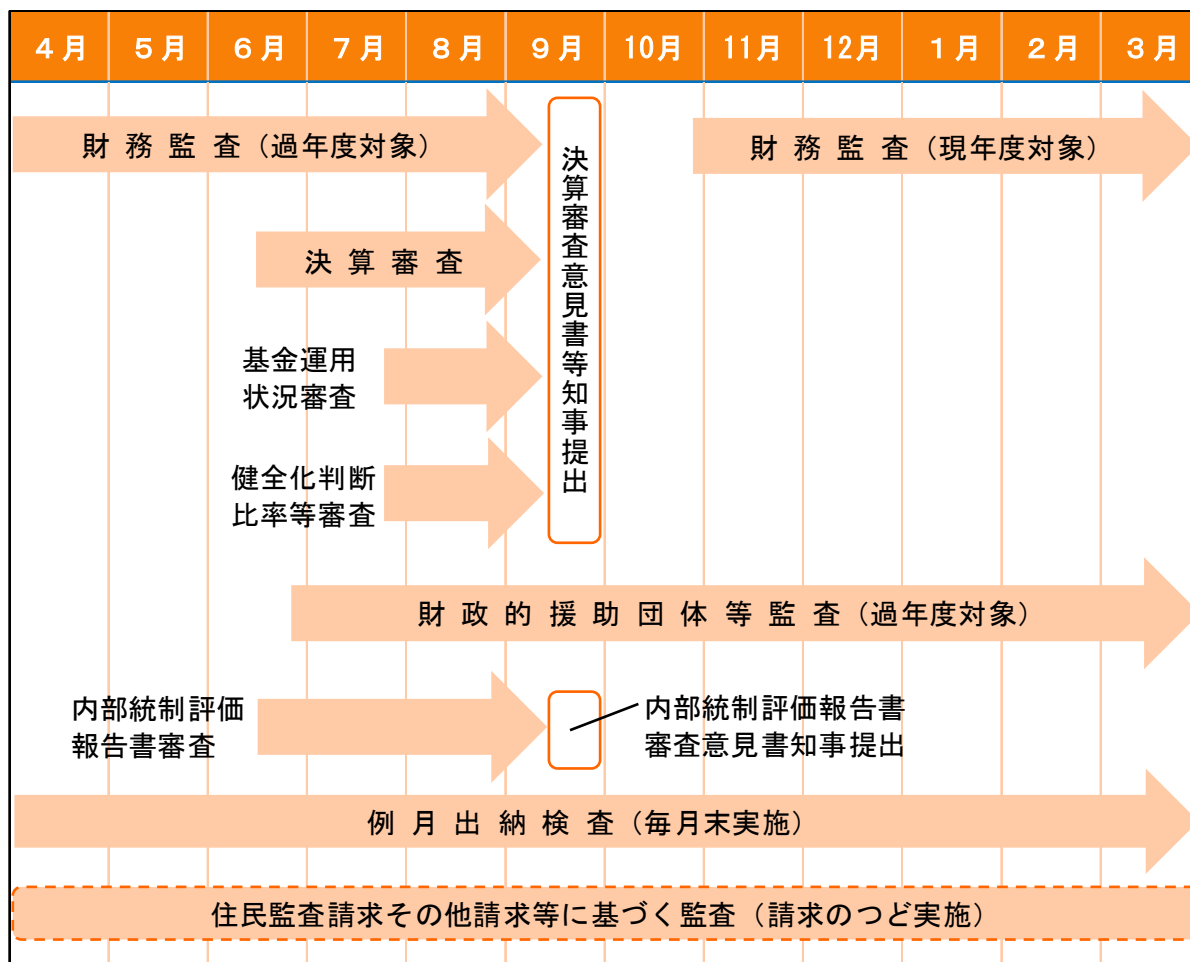 ４月 ５月 ６月 ７月 ８月 ９月 10月 11月 12月 １月 ２月 ３月
財務監査（過年度対象）
財務監査（現年度対象）
決算審査
基金運用
状況審査
健全化判断
比率等審査
決算審査意見書等知事提出
財政的援助団体等監査（過年度対象）
内部統制評価
報告書審査
内部統制評価報告書
審査意見書知事提出
例月出納検査（毎月末実施）
住民監査請求その他請求等に基づく監査（請求のつど実施）